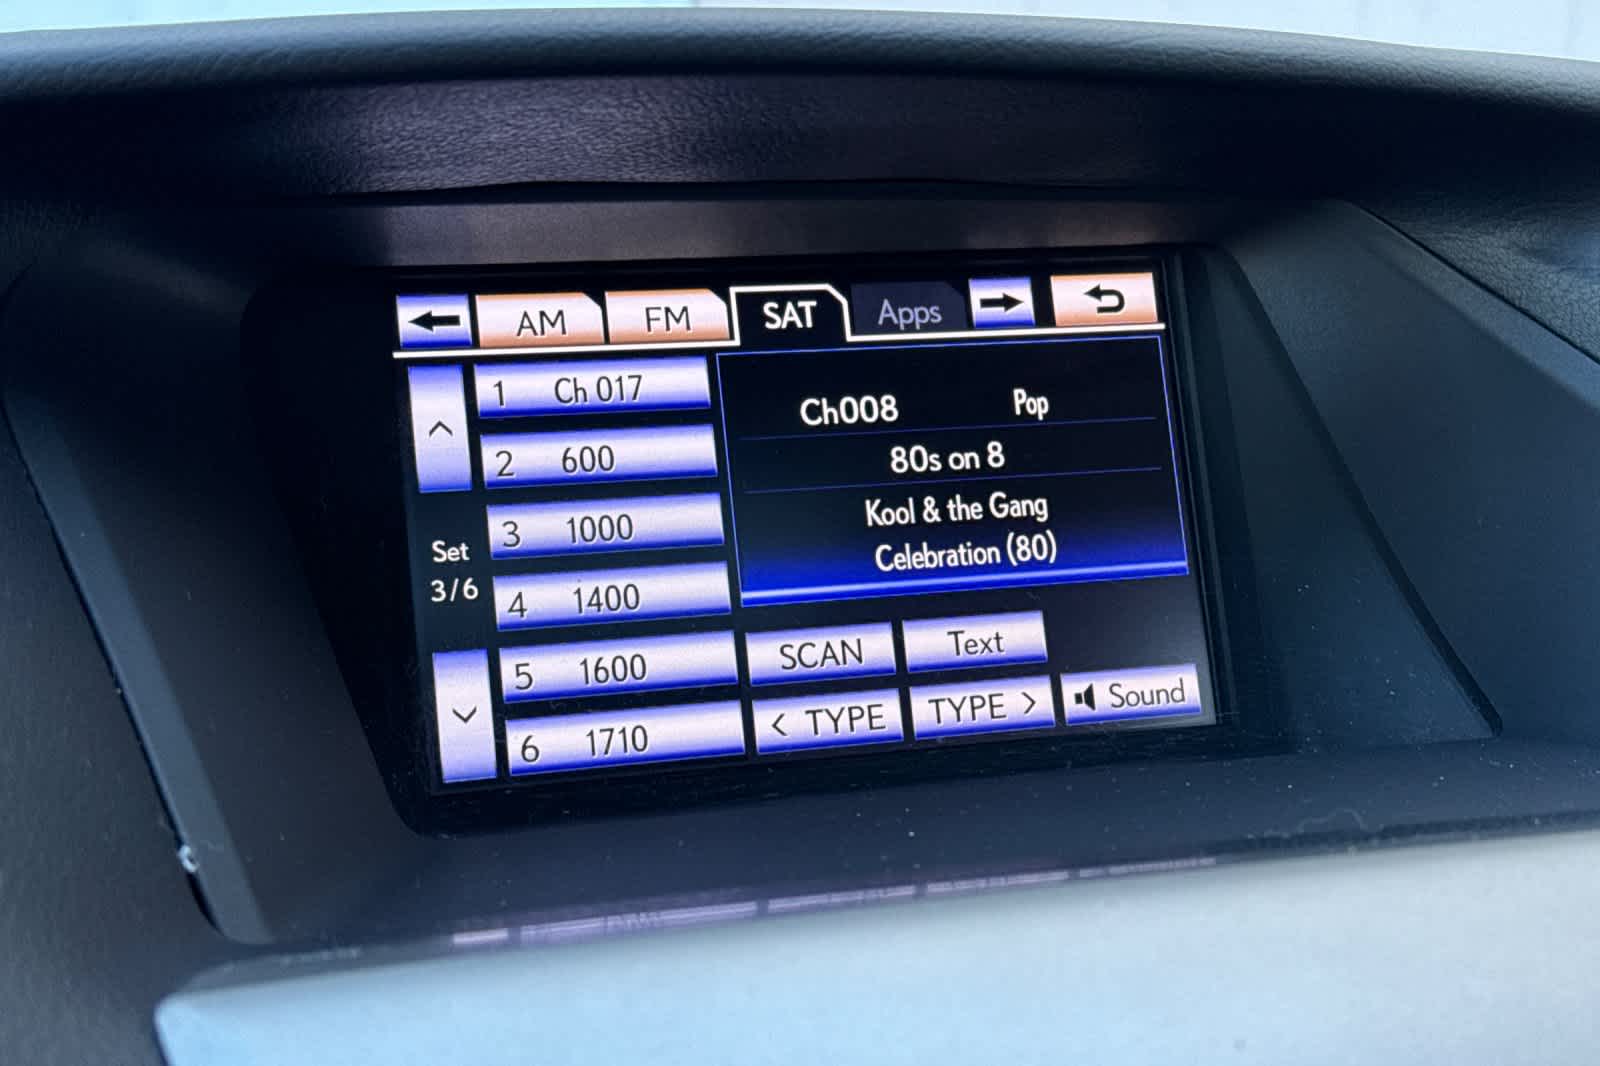 AM FM SAT Apps
1 Ch 017
2 600
3 1000
4 1400
5 1600
6 1710
Set
3/6
Ch008 Pop
80s on 8
Kool & the Gang
Celebration (80)
SCAN Text
< TYPE TYPE > Sound